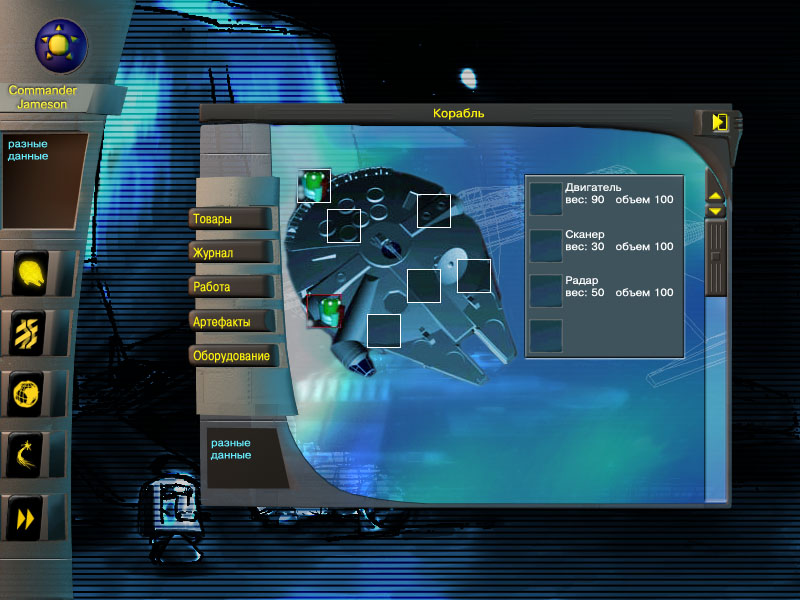 Commander
Jameson
разные
данные
Корабль
Товары
Журнал
Работа
Артефакты
Оборудование
разные
данные
Двигатель
вес: 90 объем 100
Сканер
вес: 30 объем 100
Радар
вес: 50 объем 100